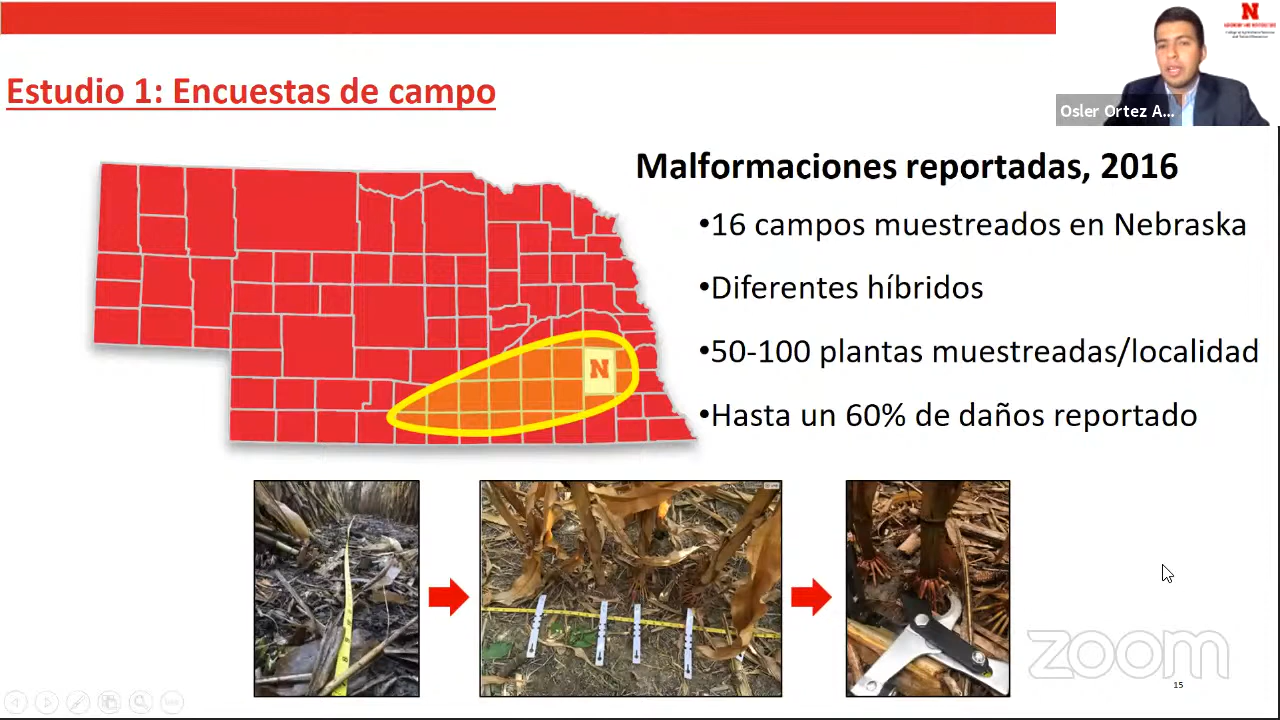 N
Estudio 1: Encuestas de campo
Osler Ortez A...
Malformaciones reportadas, 2016
•16 campos muestreados en Nebraska
•Diferentes híbridos
•50-100 plantas muestreadas/localidad
•Hasta un 60% de daños reportado
N
zoom
15